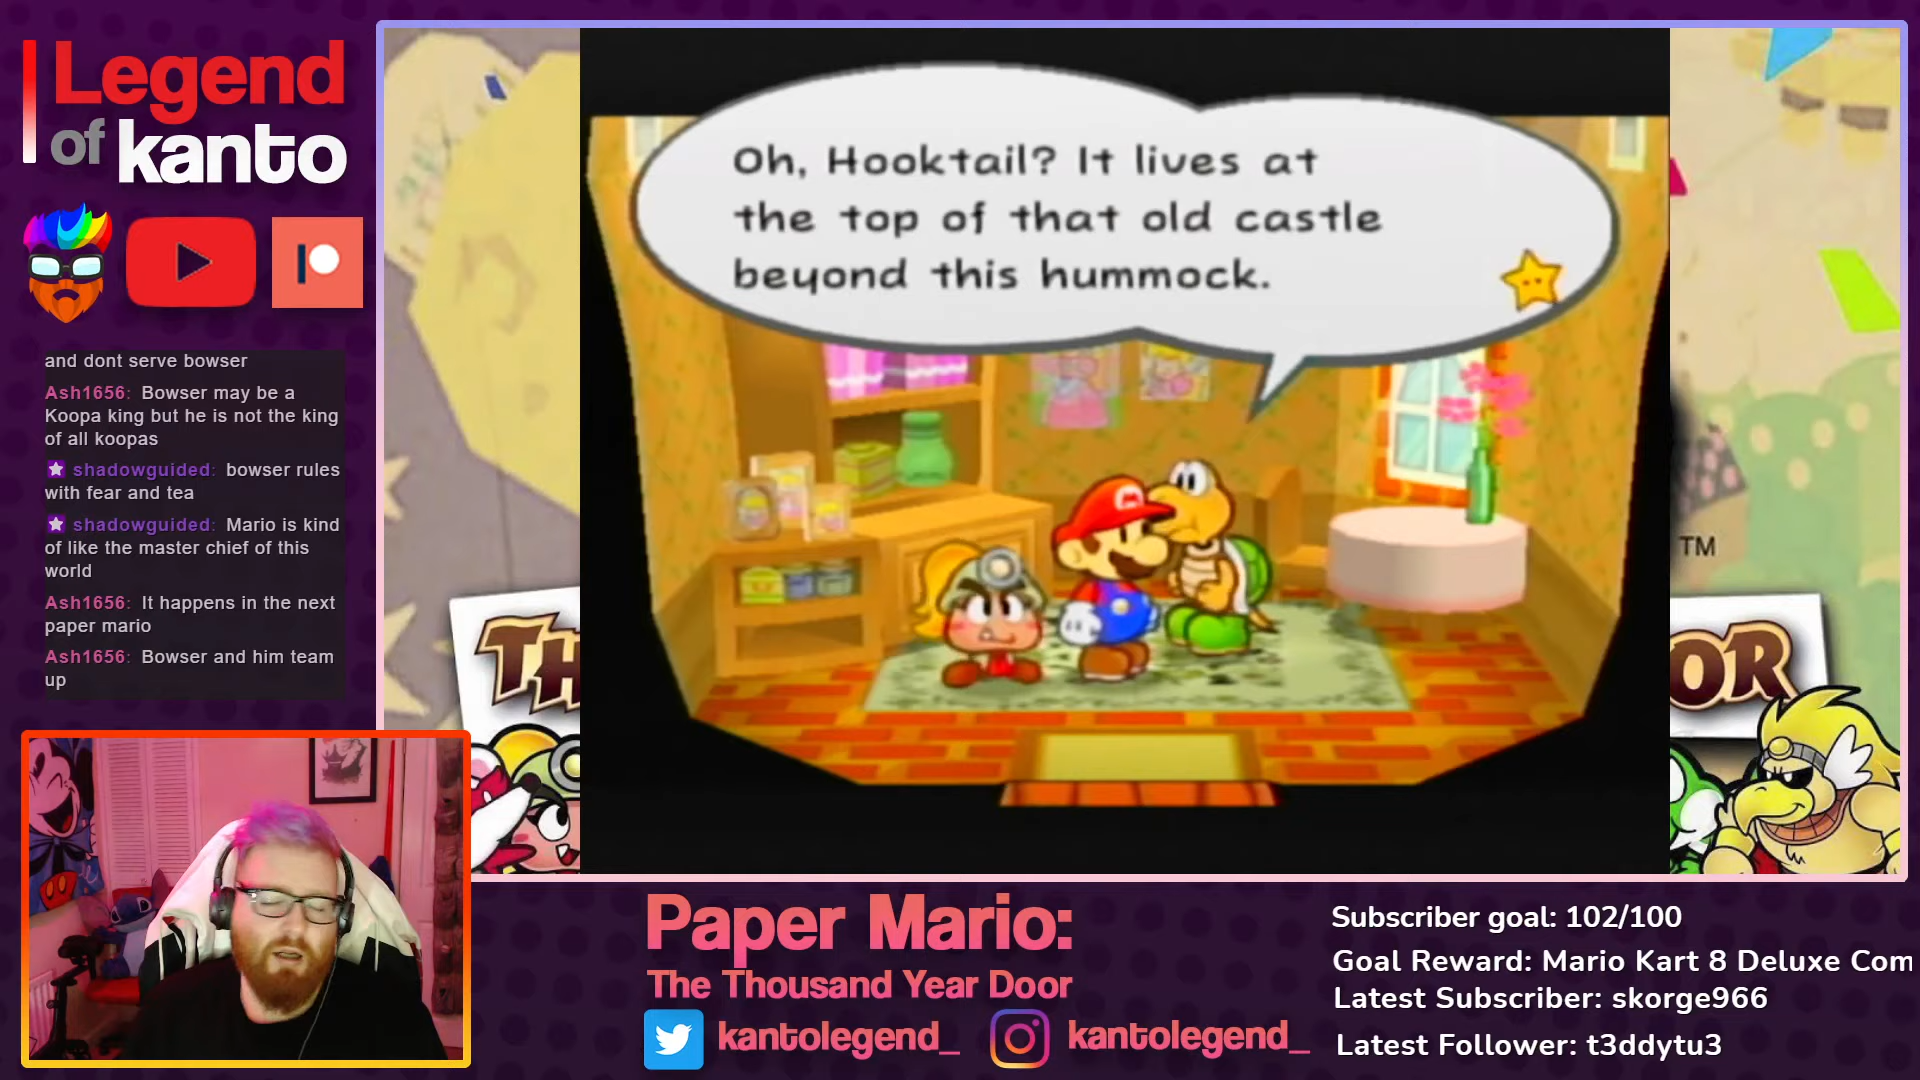 Legend
of kanto
and dont serve bowser
Ash1656: Bowser may be a
Koopa king but he is not the king
of all koopas
shadowguided: bowser rules
with fear and tea
shadowguided: Mario is kind
of like the master chief of this
world
Ash1656: It happens in the next
paper mario
Ash1656: Bowser and him team
up
Oh, Hooktail? It lives at
the top of that old castle
beyond this hummock.
M
TM
TH
OR
Paper Mario:
The Thousand Year Door
kantolegend_
kantolegend_
Subscriber goal: 102/100
Goal Reward: Mario Kart 8 Deluxe Com
Latest Subscriber: skorge966
Latest Follower: t3ddytu3